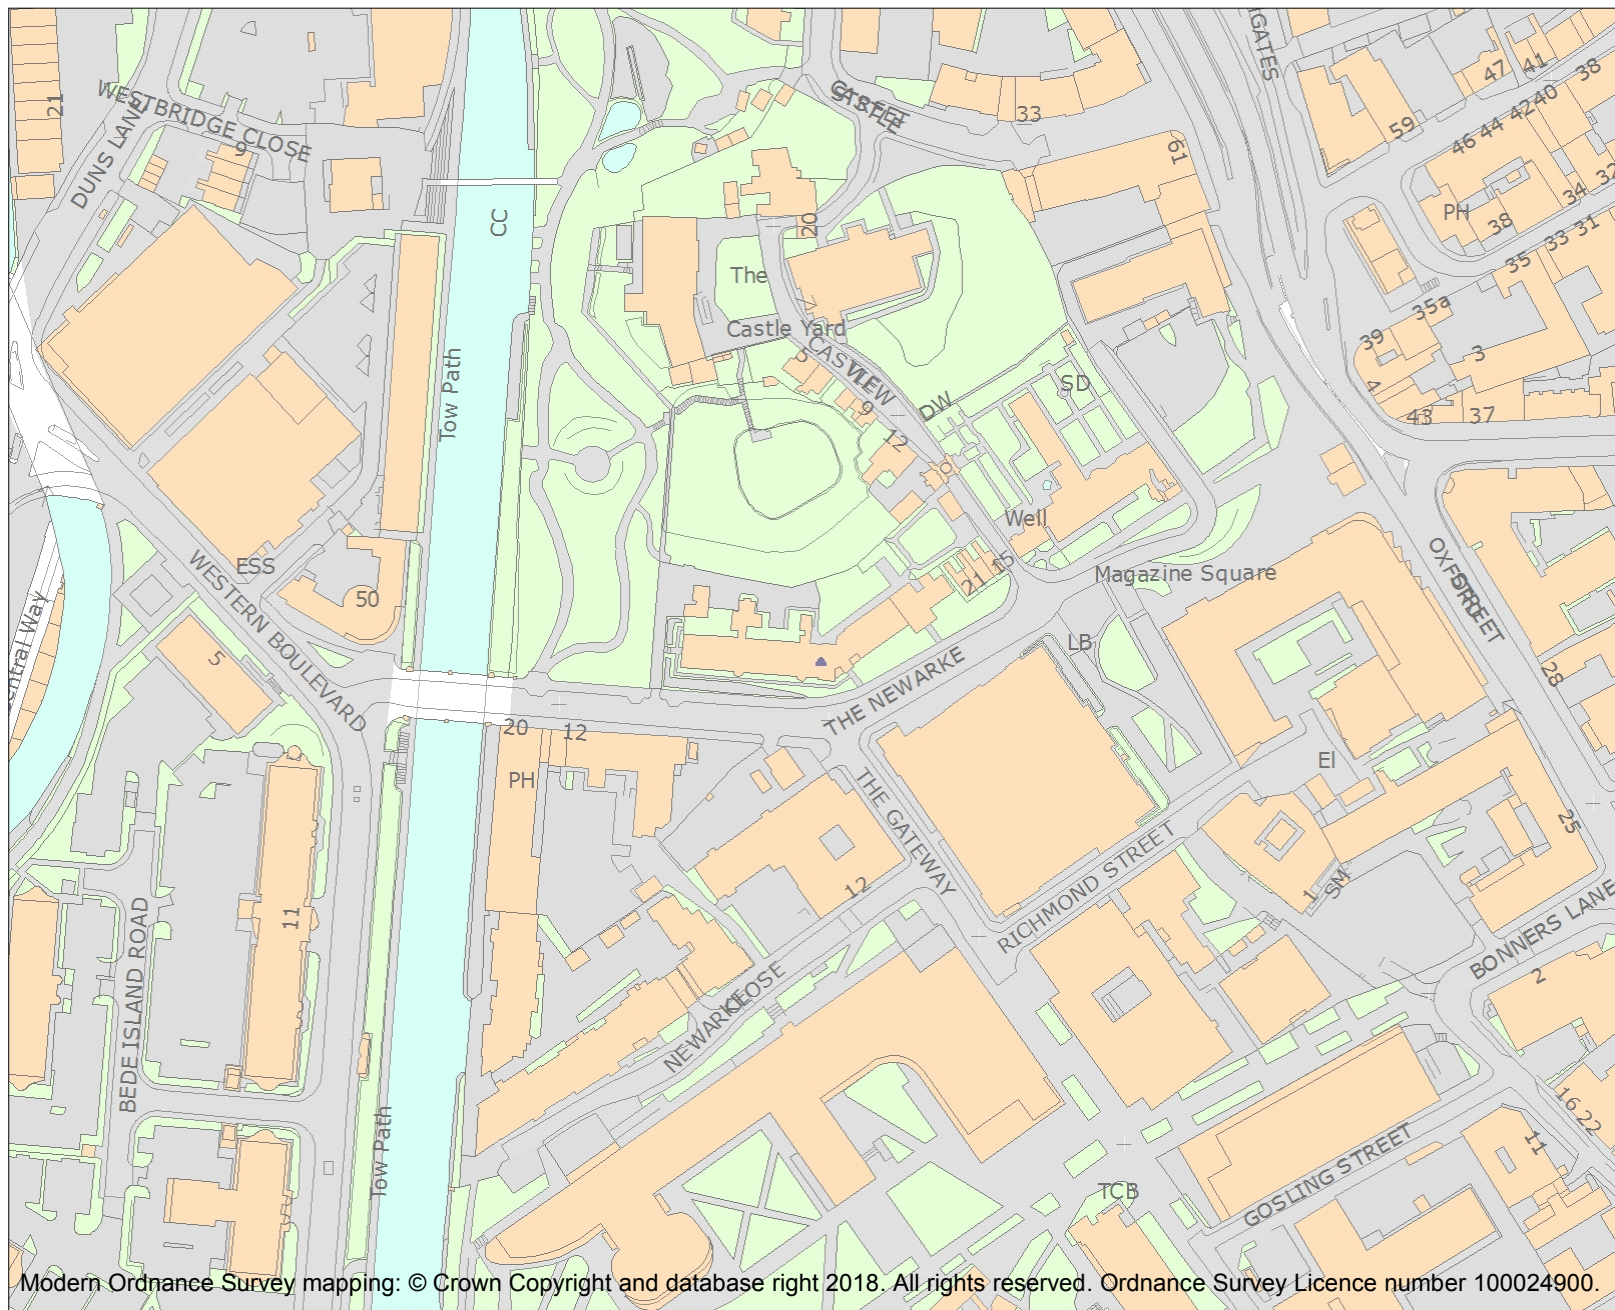 21
WESTBRIDGE CLOSE
9
DUNS LANE
CC
CASTLE
STREET
33
61
47
41
38
59
46 44 42 40
PH
38
34
32
35
33
31
35a
39
3
4
43
37
20
The
Castle Yard
7
5
CASTLE
VIEW
9
12
DW
SD
Tow Path
Well
21
15
Magazine Square
OXFORD
STREET
28
ESS
50
WESTERN BOULEVARD
5
LB
THE NEWARKE
20
12
PH
El
THE GATEWAY
25
12
RICHMOND STREET
1
SM
BONNERS LANE
2
11
BEDE ISLAND ROAD
NEWARKE
CLOSE
Tow Path
16
22
11
GOSLING STREET
TCB
Modern Ordnance Survey mapping: © Crown Copyright and database right 2018. All rights reserved. Ordnance Survey Licence number 100024900.